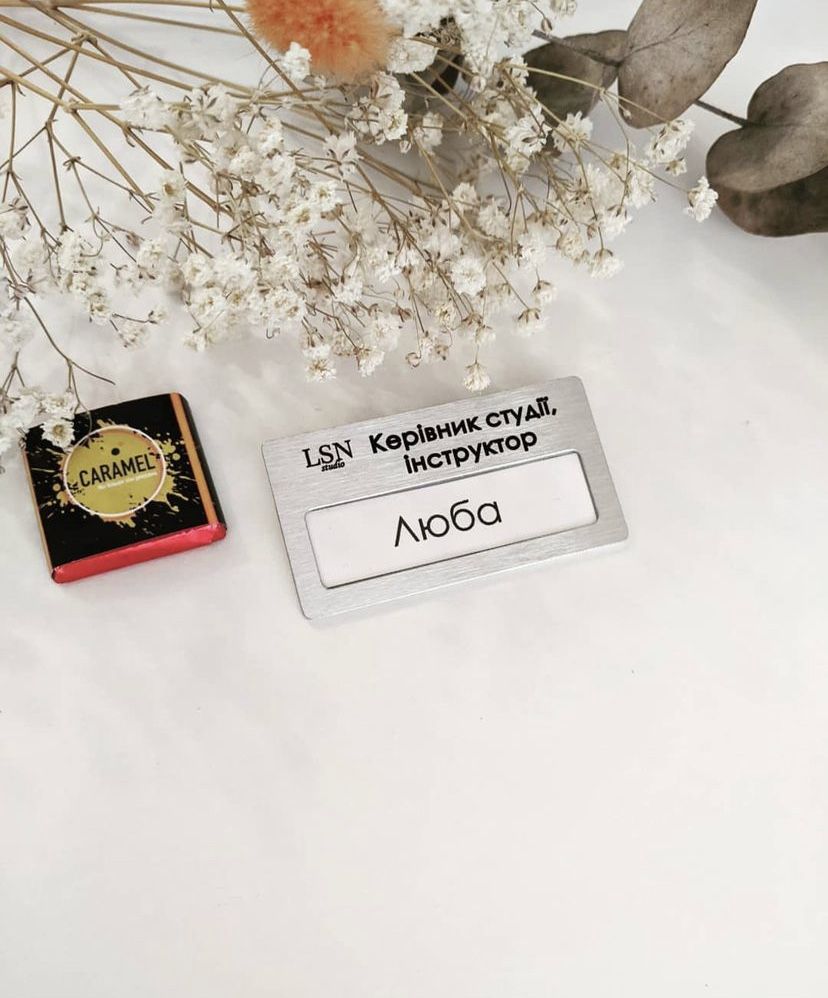 CARAMEL
LSN
studio
Керівник студії,
інструктор
Люба